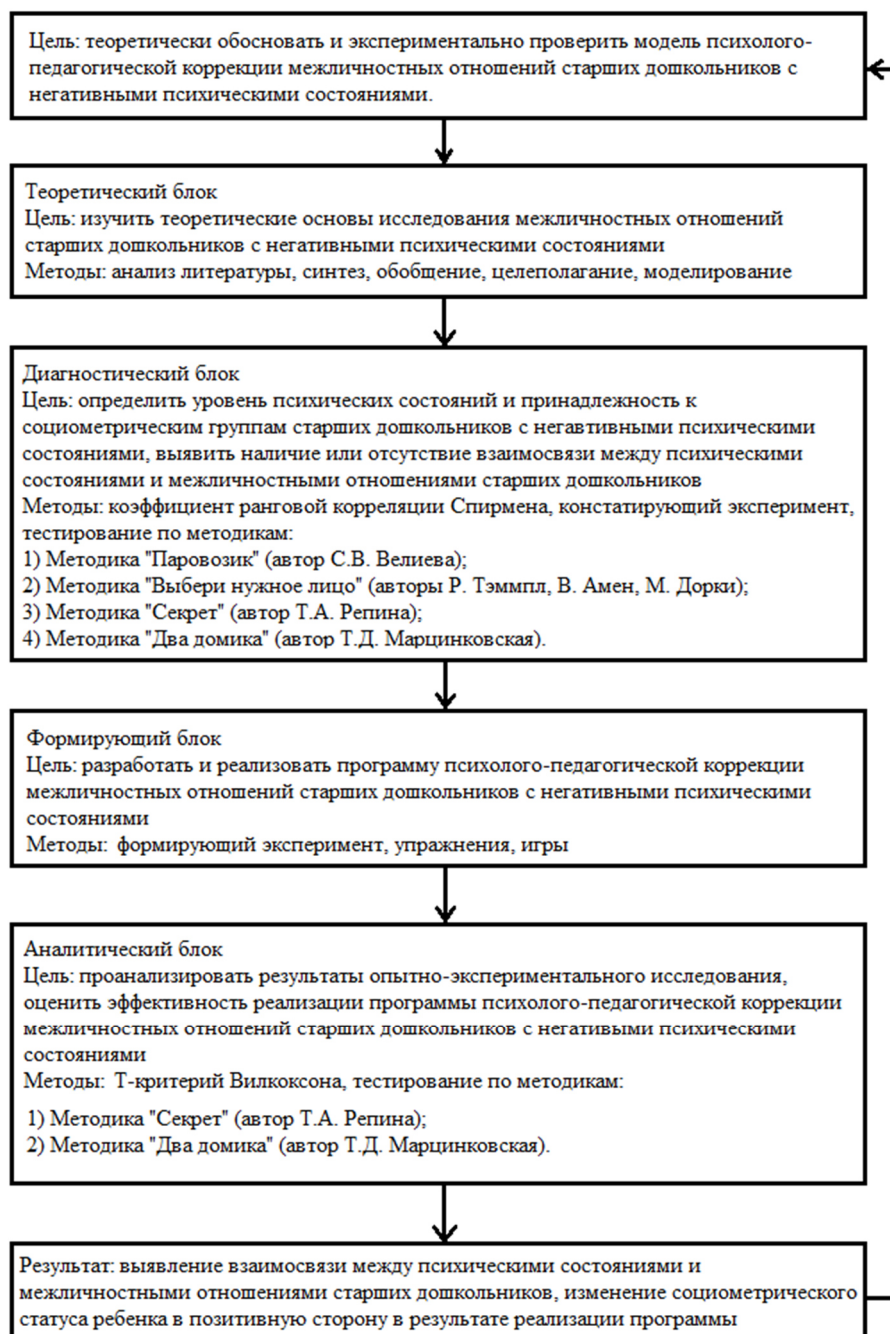 Цель: теоретически обосновать и экспериментально проверить модель психолого-
педагогической коррекции межличностных отношений старших дошкольников с
негативными психическими состояниями.
Теоретический блок
Цель: изучить теоретические основы исследования межличностных отношений
старших дошкольников с негативными психическими состояниями
Методы: анализ литературы, синтез, обобщение, целеполагание, моделирование
Диагностический блок
Цель: определить уровень психических состояний и принадлежность к
социометрическим группам старших дошкольников с негавтивными психическими
состояниями, выявить наличие или отсутствие взаимосвязи между психическими
состояниями и межличностными отношениями старших дошкольников
Методы: коэффициент ранговой корреляции Спирмена, констатирующий эксперимент,
тестирование по методикам:
1) Методика "Паровозик" (автор С.В. Велиева);
2) Методика "Выбери нужное лицо" (авторы Р. Тэммпл, В. Амен, М. Дорки);
3) Методика "Секрет" (автор Т.А. Репина);
4) Методика "Два домика" (автор Т.Д. Марцинковская).
Формирующий блок
Цель: разработать и реализовать программу психолого-педагогической коррекции
межличностных отношений старших дошкольников с негативными психическими
состояниями
Методы: формирующий эксперимент, упражнения, игры
Аналитический блок
Цель: проанализировать результаты опытно-экспериментального исследования,
оценить эффективность реализации программы психолого-педагогической коррекции
межличностных отношений старших дошкольников с негативыми психическими
состояниями
Методы: Т-критерий Вилкоксона, тестирование по методикам:
1) Методика "Секрет" (автор Т.А. Репина);
2) Методика "Два домика" (автор Т.Д. Марцинковская).
Результат: выявление взаимосвязи между психическими состояниями и
межличностными отношениями старших дошкольников, изменение социометрического
статуса ребенка в позитивную сторону в результате реализации программы